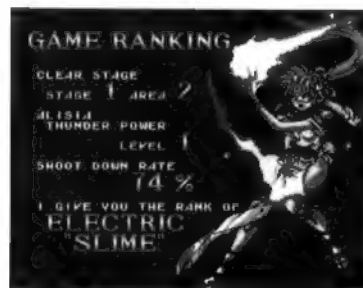 GAME RANKING
CLEAR STAGE
STAGE 1 AREA 2
ALISIA
THUNDER POWER
LEVEL 1
SHOOT DOWN RATE
74 %
I GIVE YOU THE RANK OF
ELECTRIC
"SLIME"